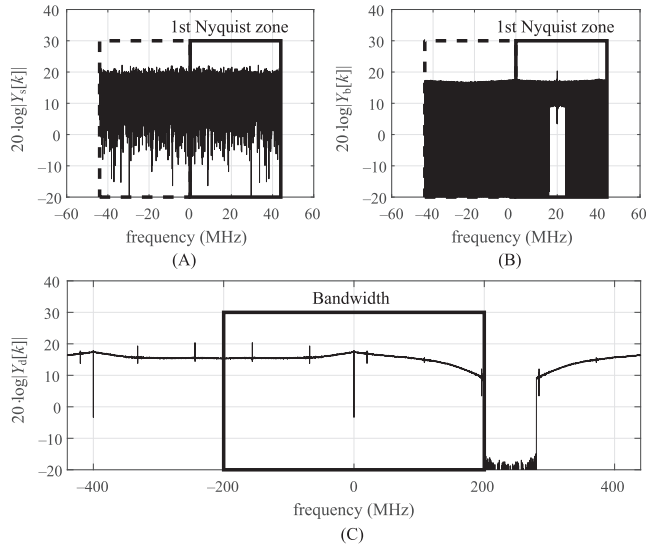 1st Nyquist zone
40
30
20
10
0
−10
−20
−60 −40 −20 0 20 40 60
20·log|Yₛ[k]|
frequency (MHz)
(A)
1st Nyquist zone
40
30
20
10
0
−10
−20
−60 −40 −20 0 20 40 60
20·log|Y_b[k]|
frequency (MHz)
(B)
Bandwidth
40
30
20
10
0
−10
−20
−400 −200 0 200 400
20·log|Y_d[k]|
frequency (MHz)
(C)